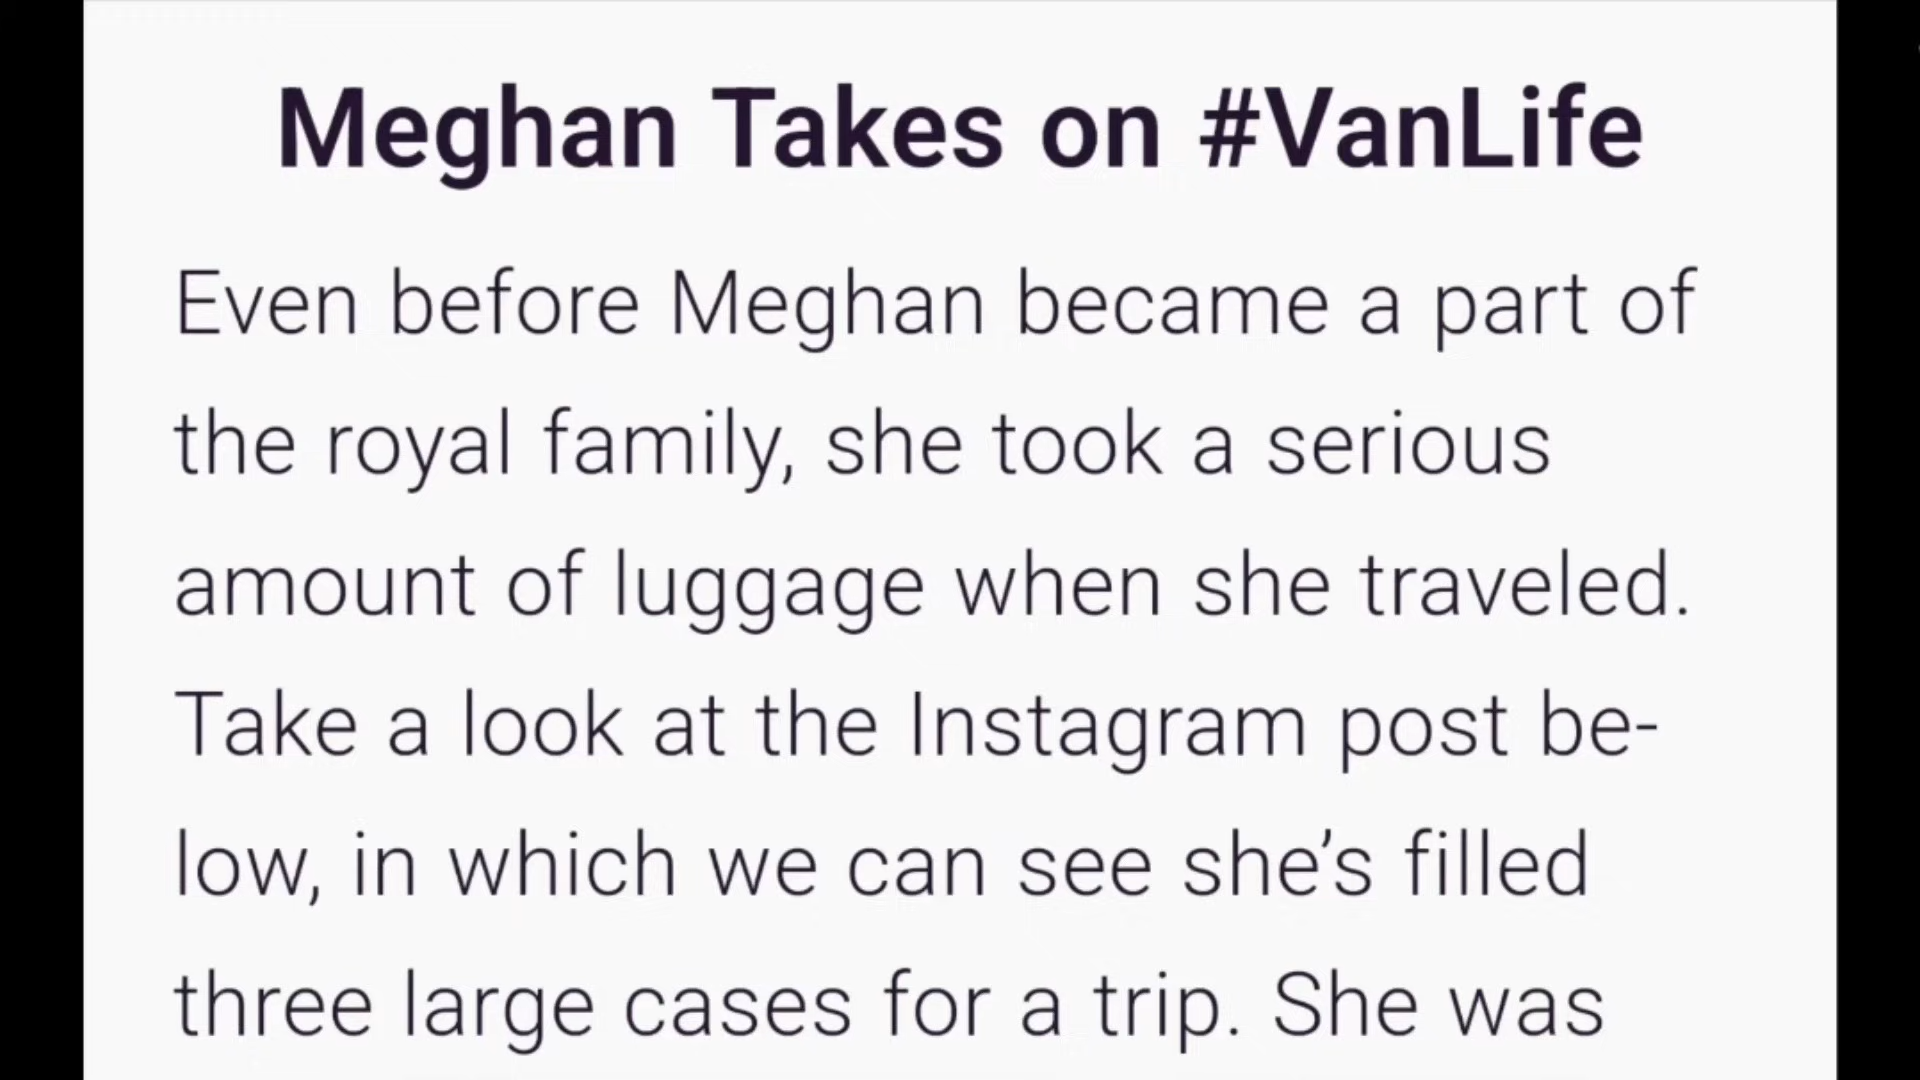 Meghan Takes on #VanLife
Even before Meghan became a part of
the royal family, she took a serious
amount of luggage when she traveled.
Take a look at the Instagram post be-
low, in which we can see she’s filled
three large cases for a trip. She was